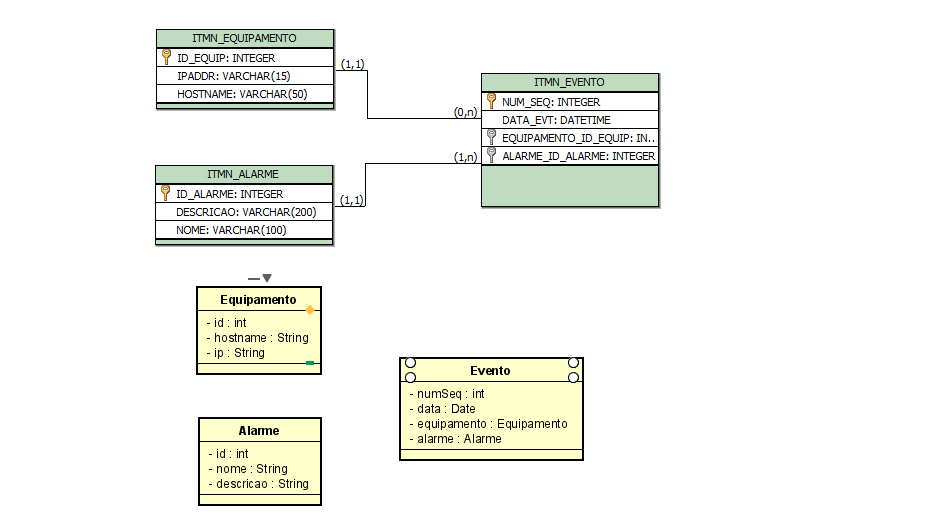 ITMN_EQUIPAMENTO
ID_EQUIP: INTEGER
IPADDR: VARCHAR(15)
HOSTNAME: VARCHAR(50)
(1,1)
(0,n)
ITMN_EVENTO
NUM_SEQ: INTEGER
DATA_EVT: DATETIME
EQUIPAMENTO_ID_EQUIP: IN..
ALARME_ID_ALARME: INTEGER
(1,n)
(1,1)
ITMN_ALARME
ID_ALARME: INTEGER
DESCRICAO: VARCHAR(200)
NOME: VARCHAR(100)
Equipamento
- id : int
- hostname : String
- ip : String
Evento
- numSeq : int
- data : Date
- equipamento : Equipamento
- alarme : Alarme
Alarme
- id : int
- nome : String
- descricao : String